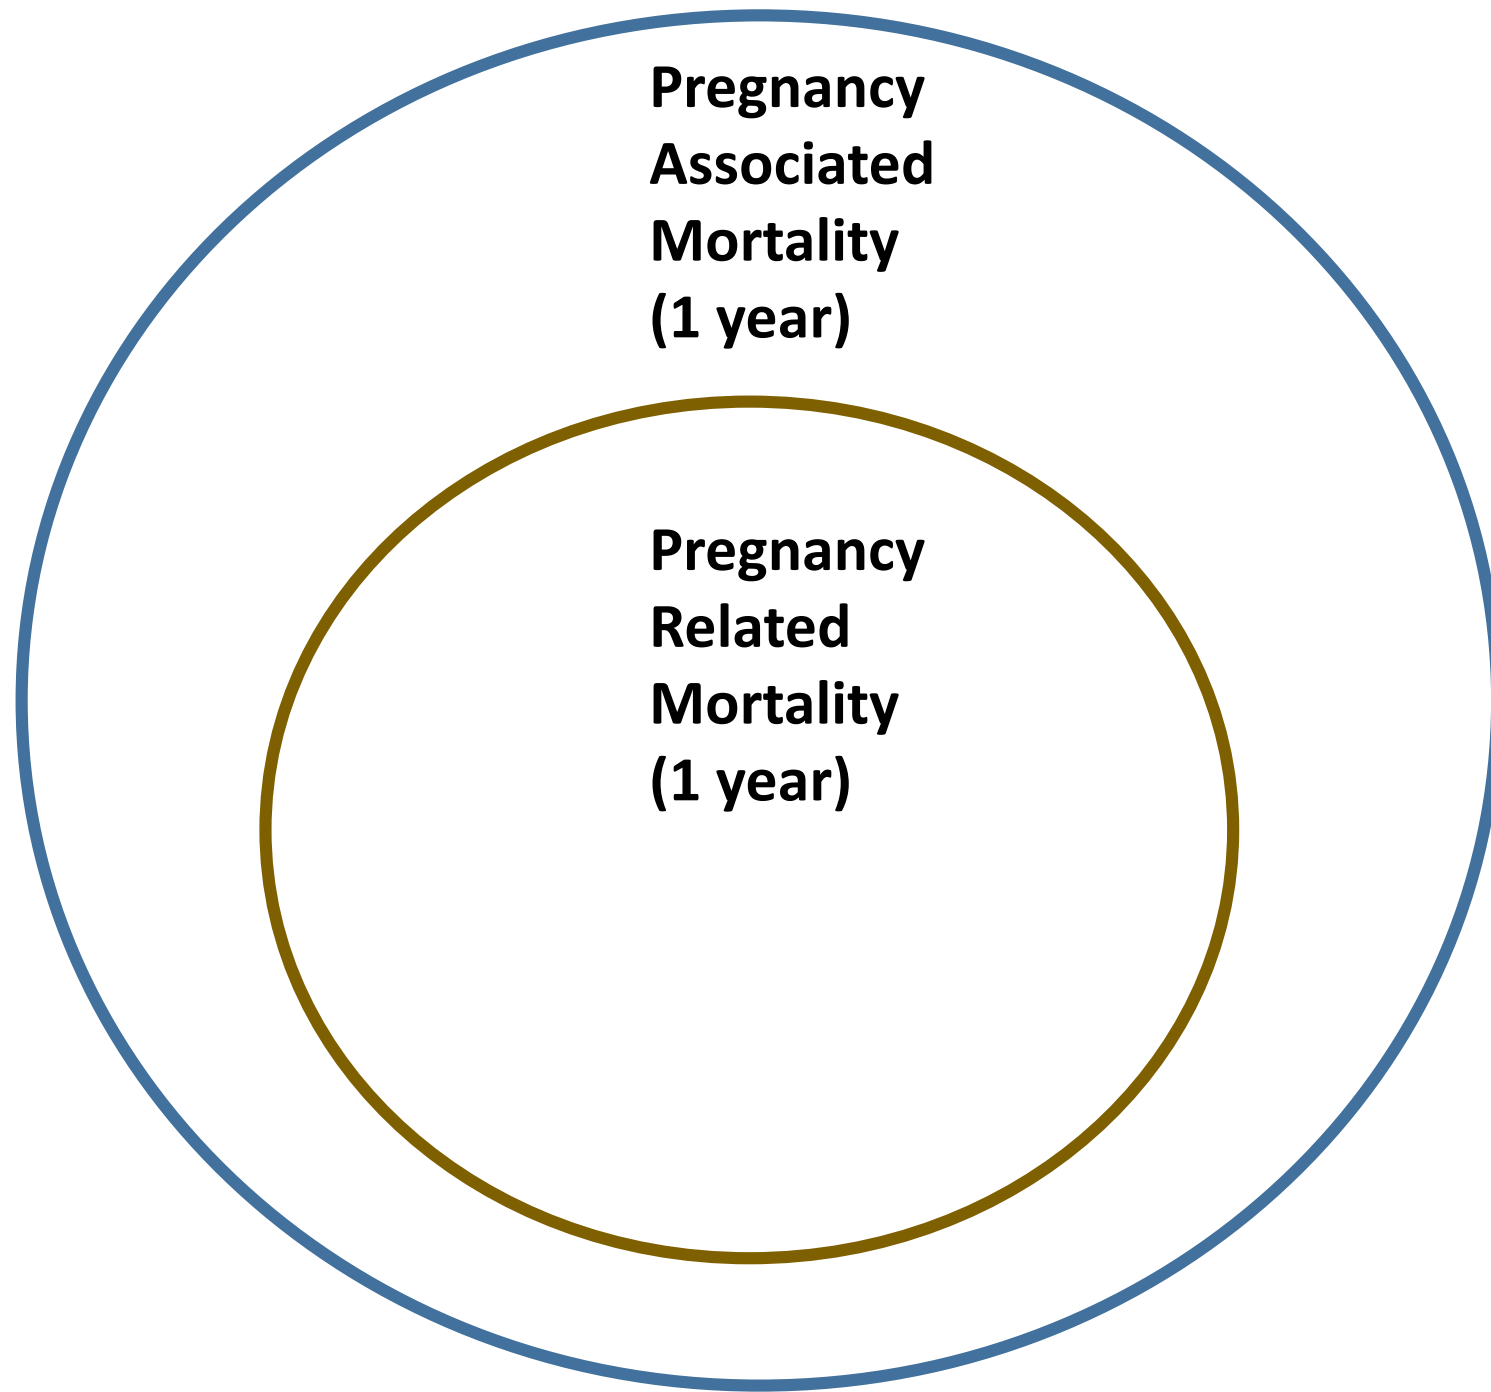 Pregnancy
Associated
Mortality
(1 year)
Pregnancy
Related
Mortality
(1 year)